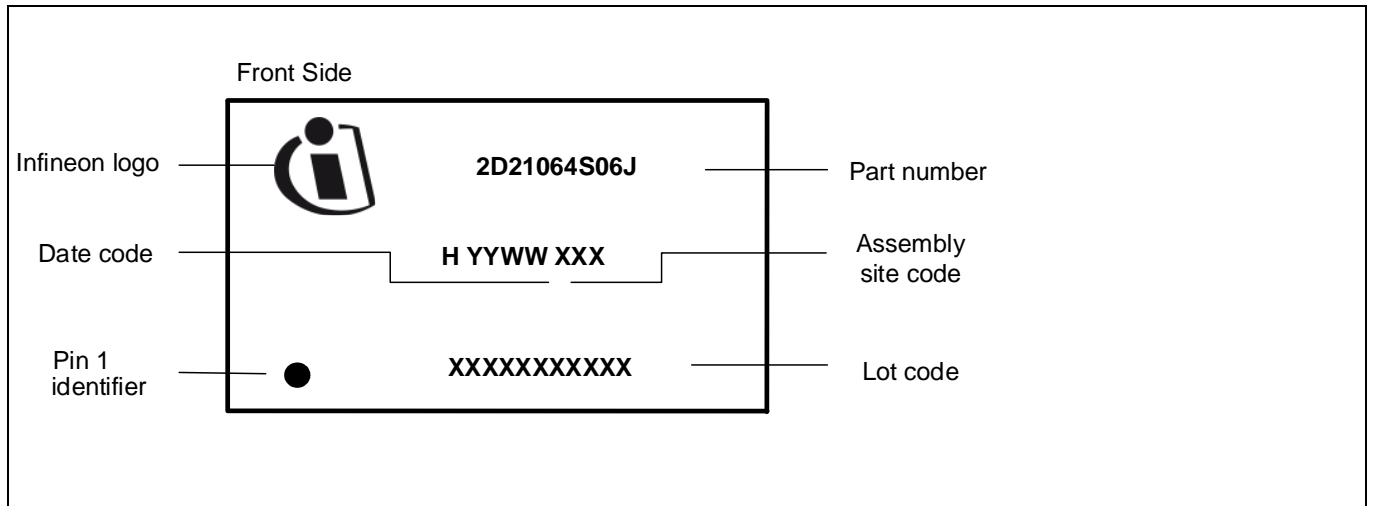 Front Side
Infineon logo
2D21064S06J
Part number
Date code
H YYWW XXX
Assembly
site code
Pin 1
identifier
XXXXXXXXXXX
Lot code